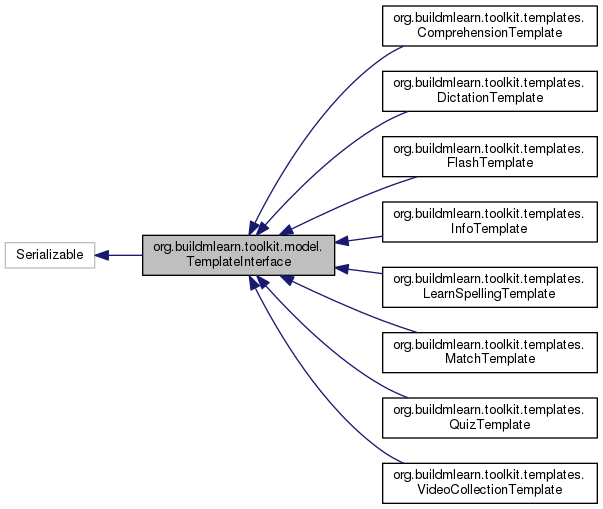 org.buildmlearn.toolkit.templates.
ComprehensionTemplate
org.buildmlearn.toolkit.templates.
DictationTemplate
org.buildmlearn.toolkit.templates.
FlashTemplate
org.buildmlearn.toolkit.templates.
InfoTemplate
Serializable
org.buildmlearn.toolkit.model.
TemplateInterface
org.buildmlearn.toolkit.templates.
LearnSpellingTemplate
org.buildmlearn.toolkit.templates.
MatchTemplate
org.buildmlearn.toolkit.templates.
QuizTemplate
org.buildmlearn.toolkit.templates.
VideoCollectionTemplate